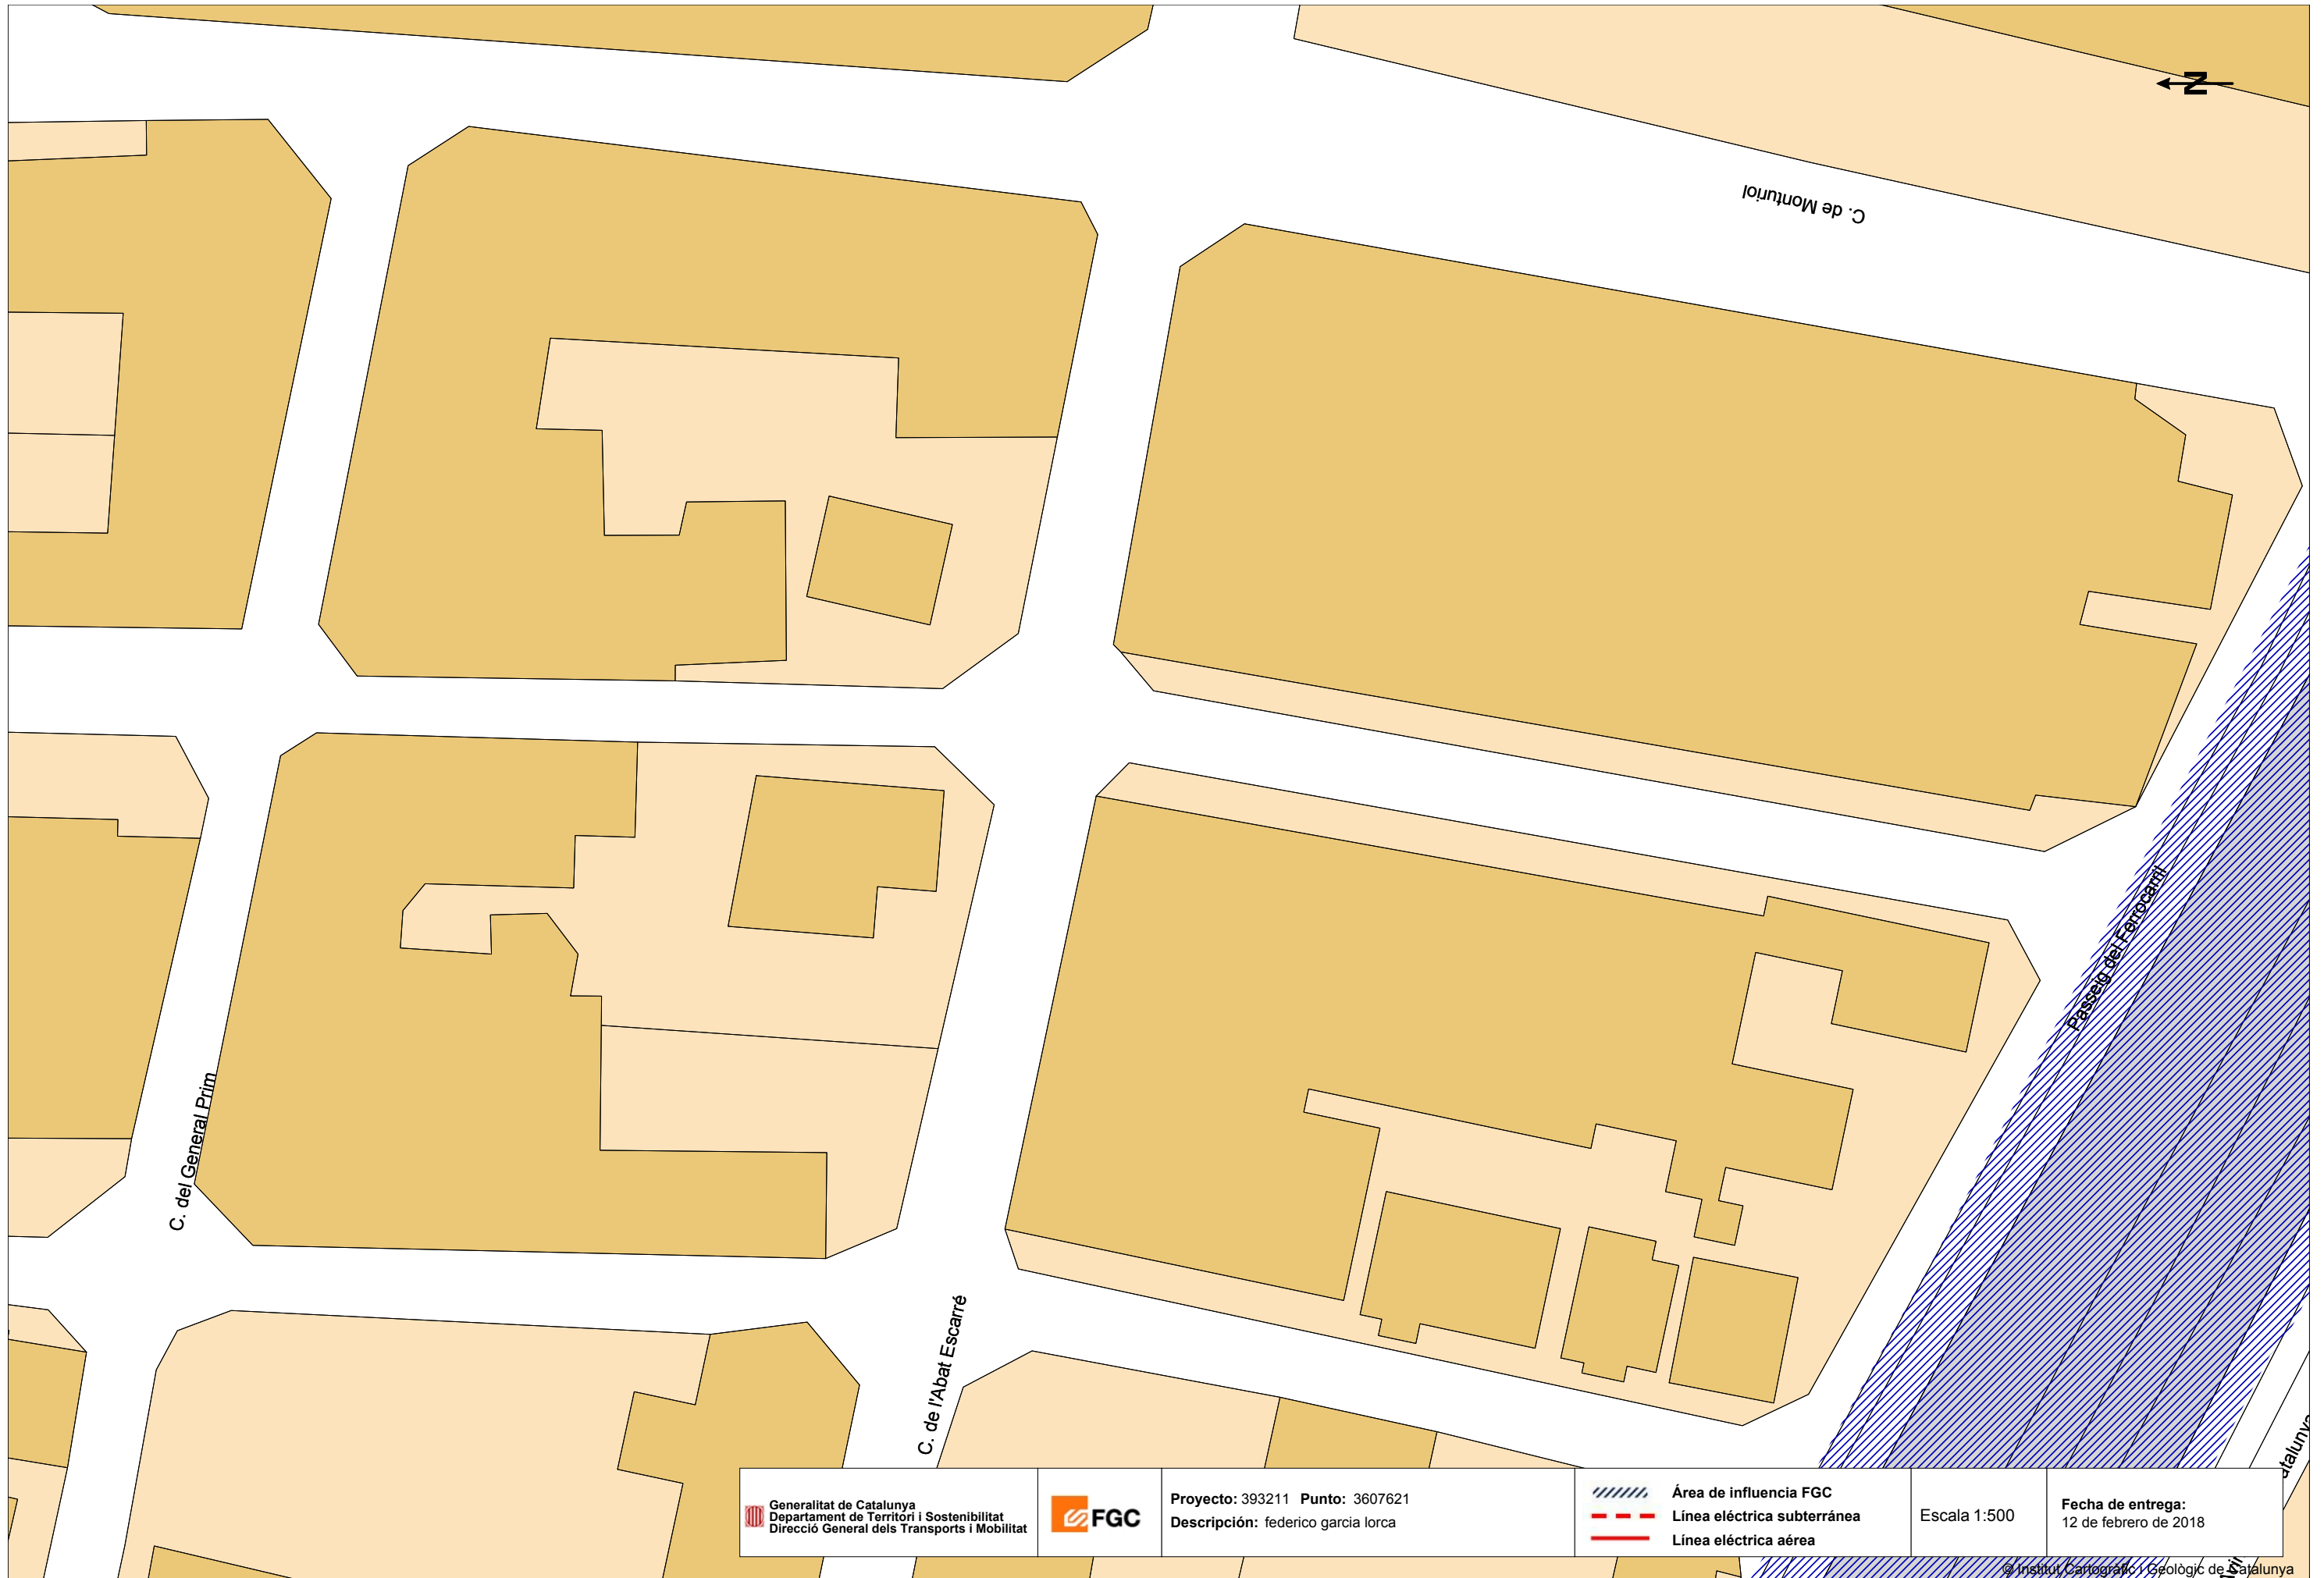 N
C. de Monturiol
Passeig del Ferrocarril
C. del General Prim
C. de l'Abat Escarré
Generalitat de Catalunya
Departament de Territori i Sostenibilitat
Direcció General dels Transports i Mobilitat
FGC
Proyecto: 393211 Punto: 3607621
Descripción: federico garcia lorca
Área de influencia FGC
Línea eléctrica subterránea
Línea eléctrica aérea
Escala 1:500
Fecha de entrega:
12 de febrero de 2018
© Institut Cartogràfic i Geològic de Catalunya